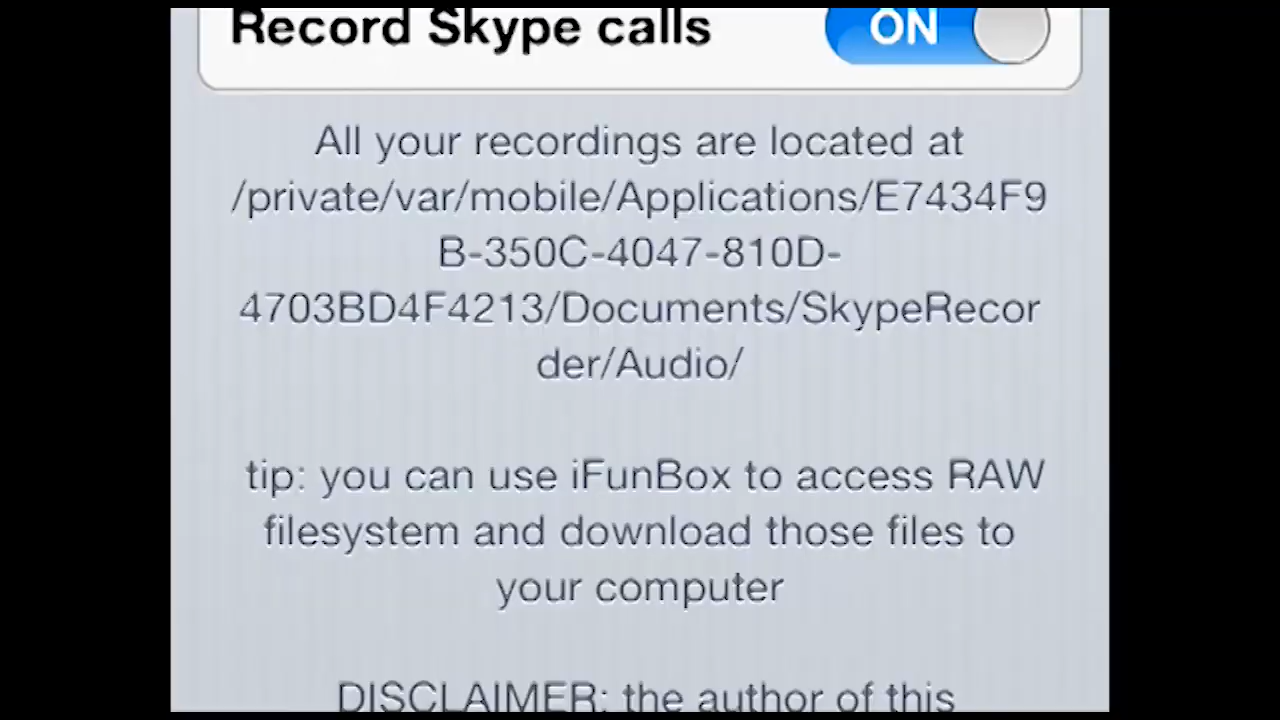 Record Skype calls ON
All your recordings are located at
/private/var/mobile/Applications/E7434F9
B-350C-4047-810D-
4703BD4F4213/Documents/SkypeRecor
der/Audio/
tip: you can use iFunBox to access RAW
filesystem and download those files to
your computer
DISCLAIMER: the author of this